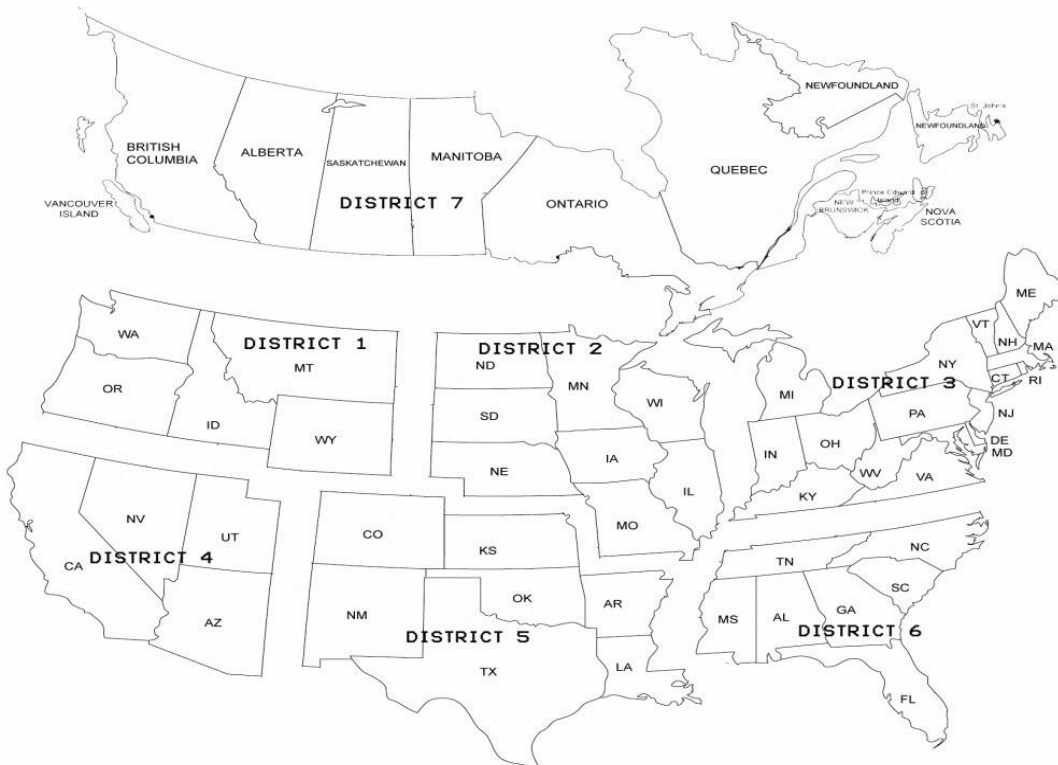 NEWFOUNDLAND
St. John's
NEWFOUNDLAND
BRITISH
COLUMBIA
ALBERTA
SASKATCHEWAN
MANITOBA
QUEBEC
DISTRICT 7
ONTARIO
VANCOUVER
ISLAND
Prince Edward
Island
NEW
BRUNSWICK
NOVA
SCOTIA
WA
OR
ID
DISTRICT 1
MT
WY
DISTRICT 2
ND
MN
SD
WI
NE
IA
IL
MO
ME
VT
NH
MA
NY
CT
RI
DISTRICT 3
MI
PA
NJ
OH
IN
DE
MD
WV
VA
KY
NV
UT
CA
DISTRICT 4
AZ
CO
KS
NM
OK
AR
DISTRICT 5
TX
LA
TN
NC
SC
MS
AL
GA
DISTRICT 6
FL